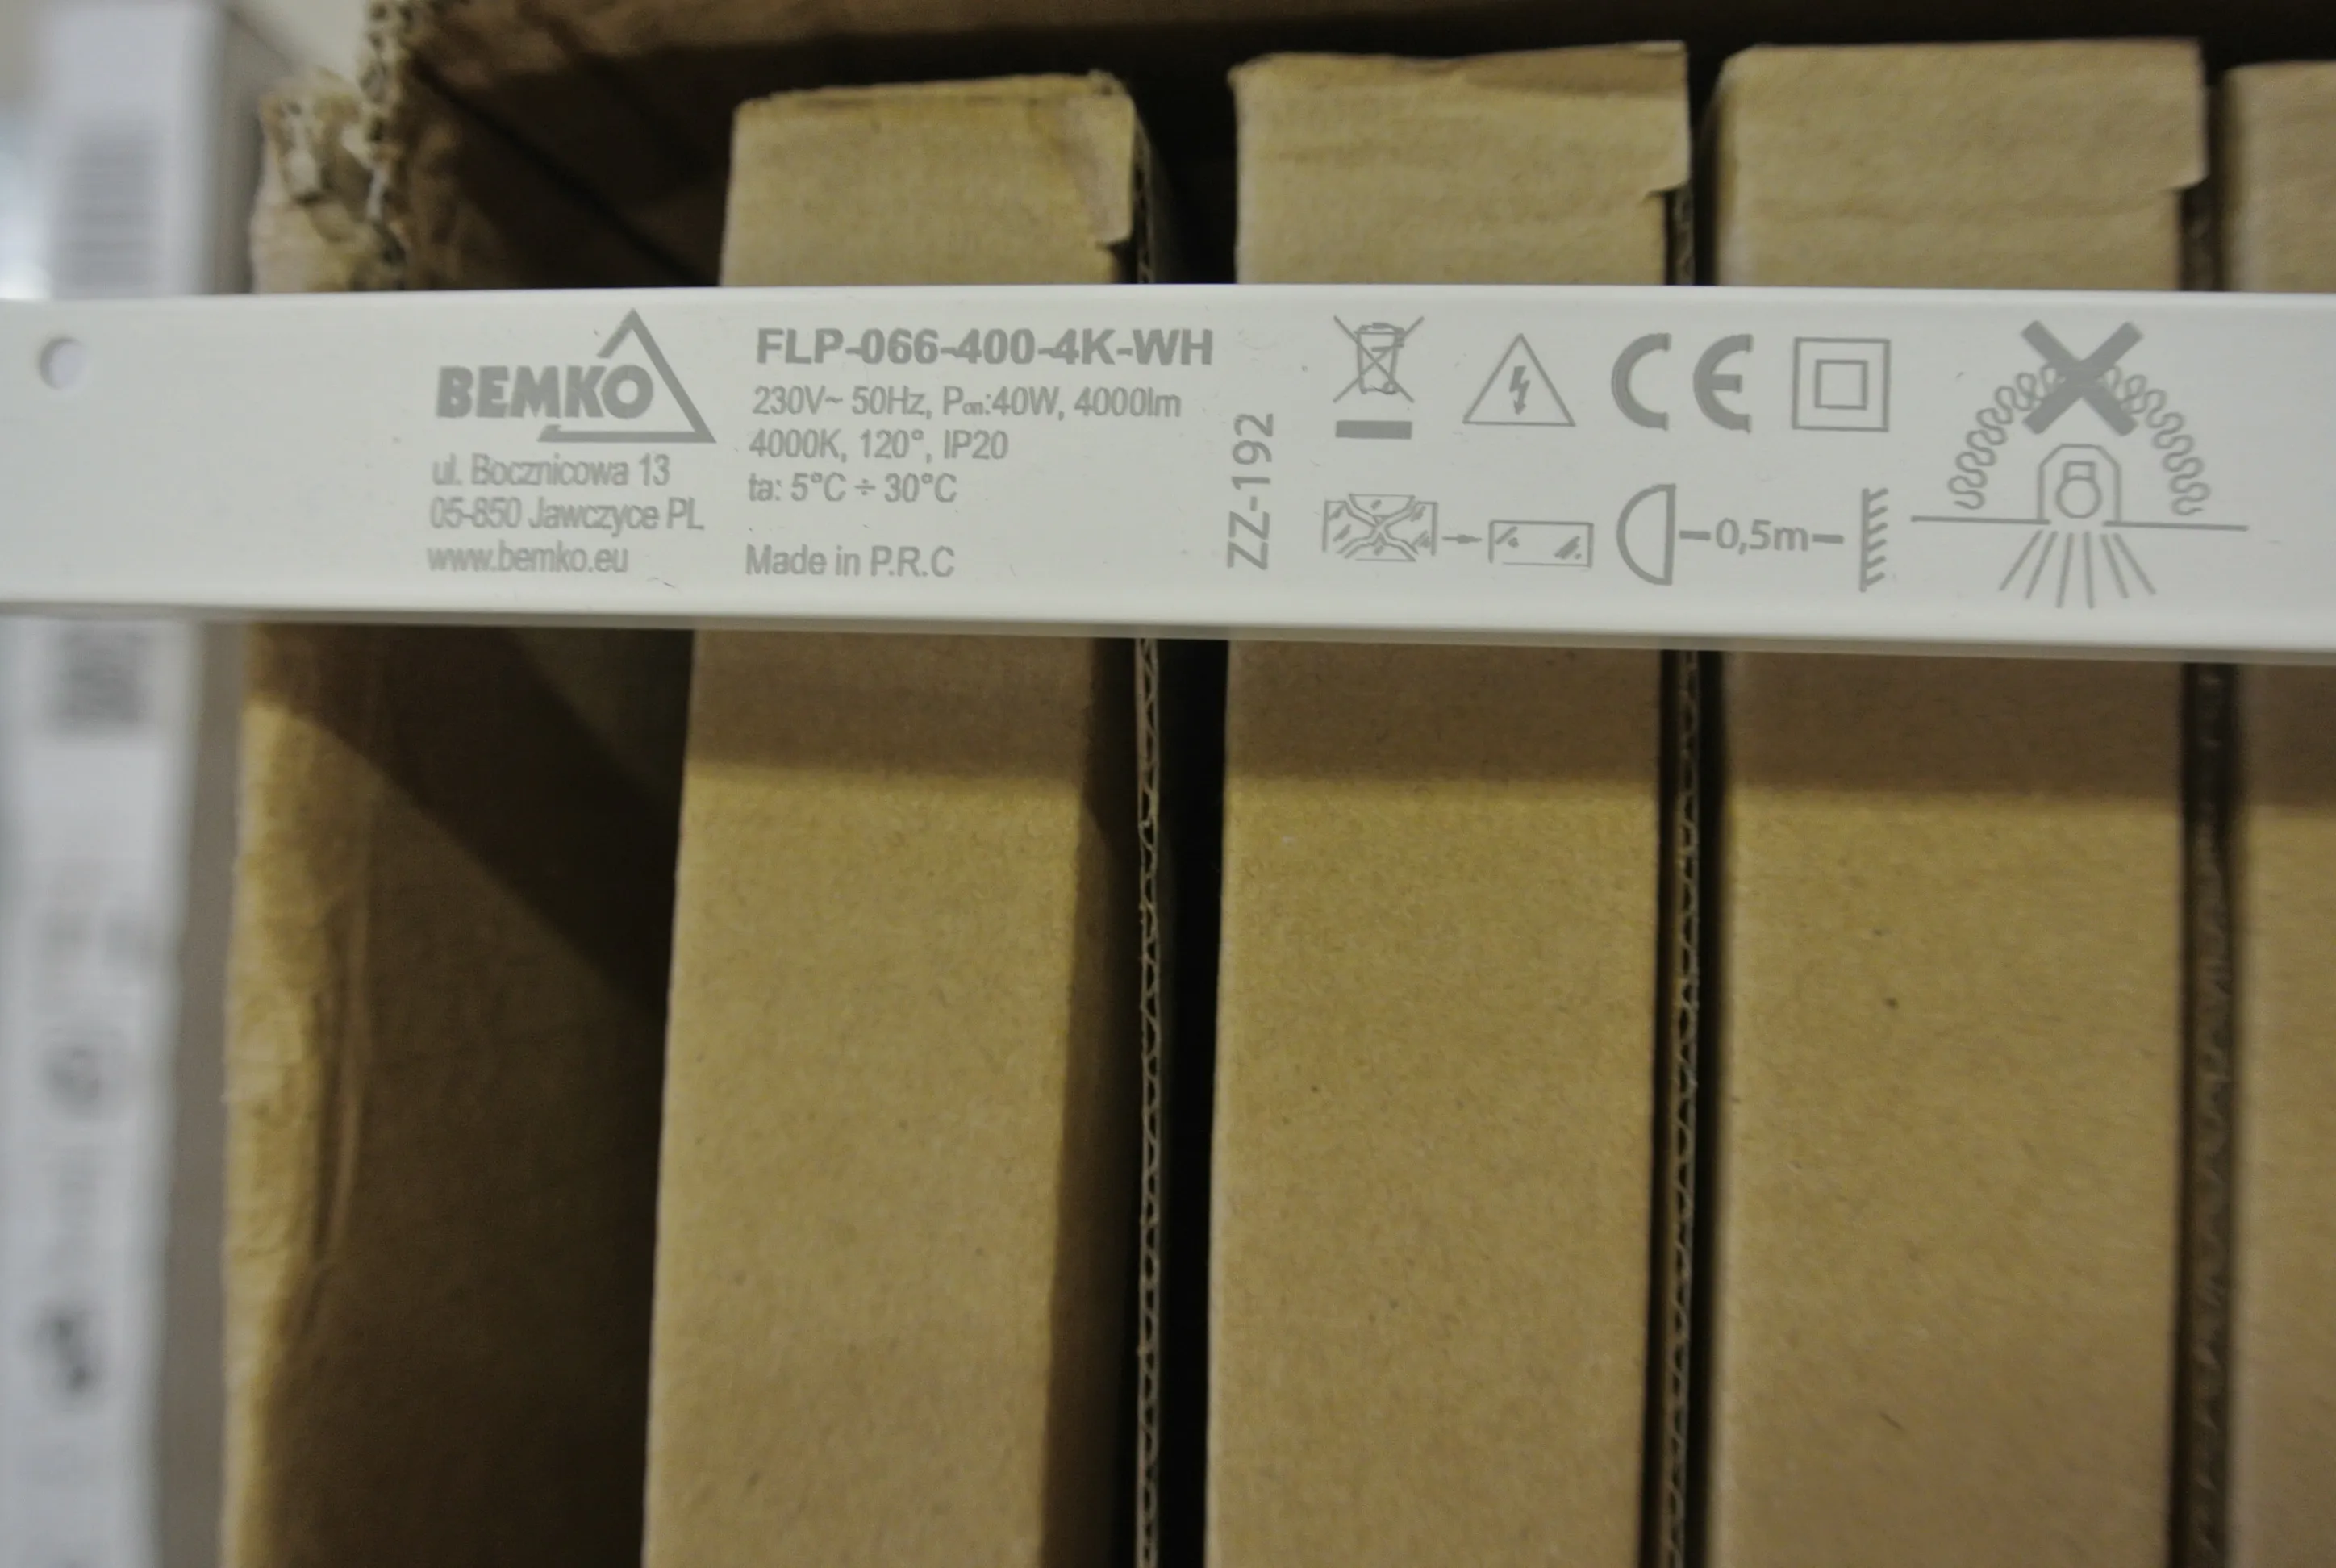 BEMKO
ul. Bocznicowa 13
05-850 Jawczyce PL
www.bemko.eu
FLP-066-400-4K-WH
230V~ 50Hz, Pon:40W, 4000lm
4000K, 120°, IP20
ta: 5°C ÷ 30°C
Made in P.R.C
ZZ-192
CE
0,5m